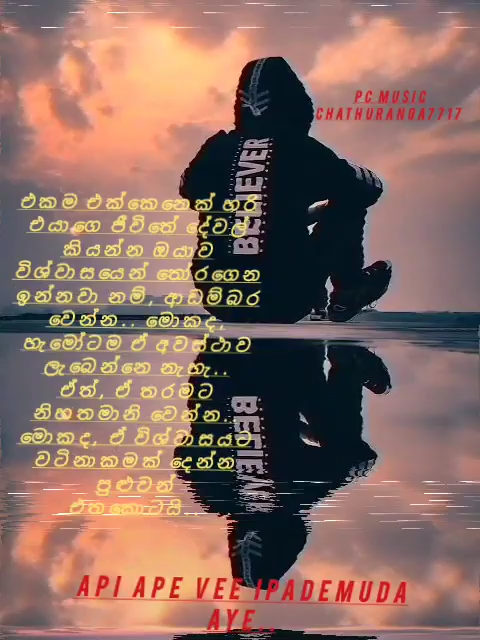 PC MUSIC
CHATHURANGA7717
BELIEVER
එකම එක්කෙනෙක් හරි
එයාගෙ ජීවිතේ දේවල්
කියන්න ඔයාව
විශ්වාසයෙන් තෝරගෙන
ඉන්නවා නම්, ආඩම්බර
වෙන්න.. මොකද,
හැමෝටම ඒ අවස්ථාව
ලැබෙන්නෙ නැහැ..
ඒත්, ඒ තරමට
නිහතමානි වෙන්න..
මොකද, ඒ විශ්වාසයට
වටිනාකමක් දෙන්න
පුළුවන්
එතකොටයි..
API APE VEE IPADEMUDA
AYE..